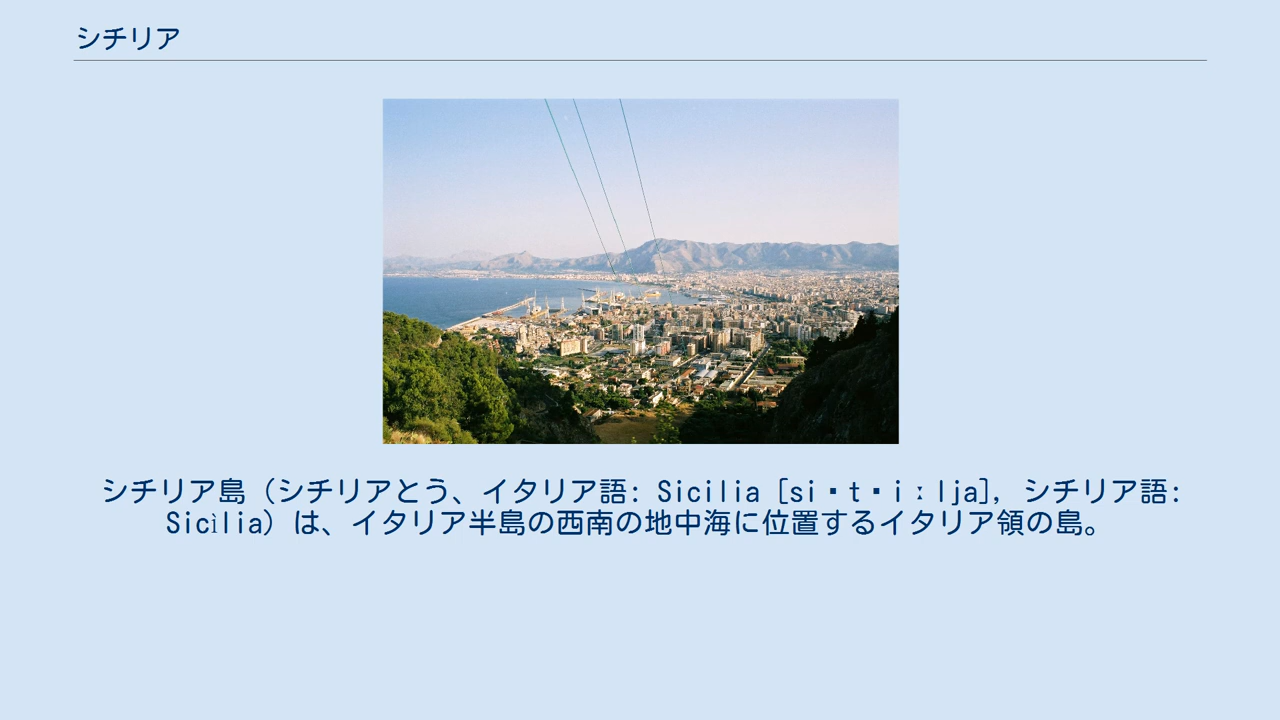 シチリア
シチリア島（シチリアとう、イタリア語: Sicilia [si▪t▪iːlja], シチリア語:
Sicìlia）は、イタリア半島の西南の地中海に位置するイタリア領の島。